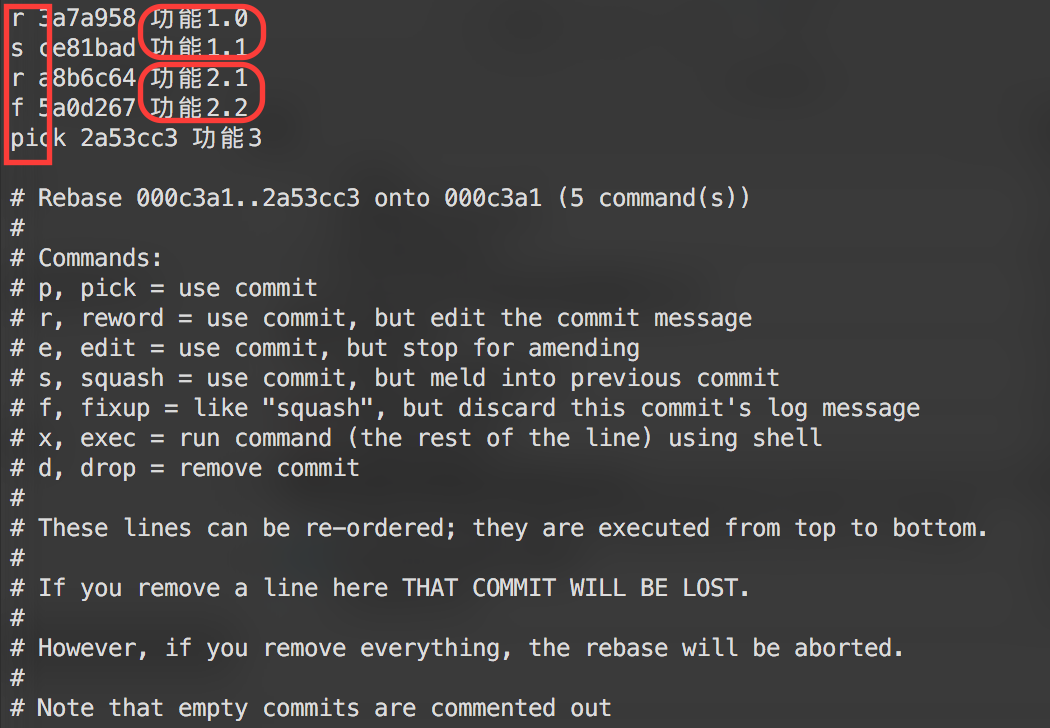 r 3a7a958 功能1.0
s ce81bad 功能1.1
r a8b6c64 功能2.1
f 5a0d267 功能2.2
pick 2a53cc3 功能3
# Rebase 000c3a1..2a53cc3 onto 000c3a1 (5 command(s))
#
# Commands:
# p, pick = use commit
# r, reword = use commit, but edit the commit message
# e, edit = use commit, but stop for amending
# s, squash = use commit, but meld into previous commit
# f, fixup = like "squash", but discard this commit's log message
# x, exec = run command (the rest of the line) using shell
# d, drop = remove commit
#
# These lines can be re-ordered; they are executed from top to bottom.
#
# If you remove a line here THAT COMMIT WILL BE LOST.
#
# However, if you remove everything, the rebase will be aborted.
#
# Note that empty commits are commented out